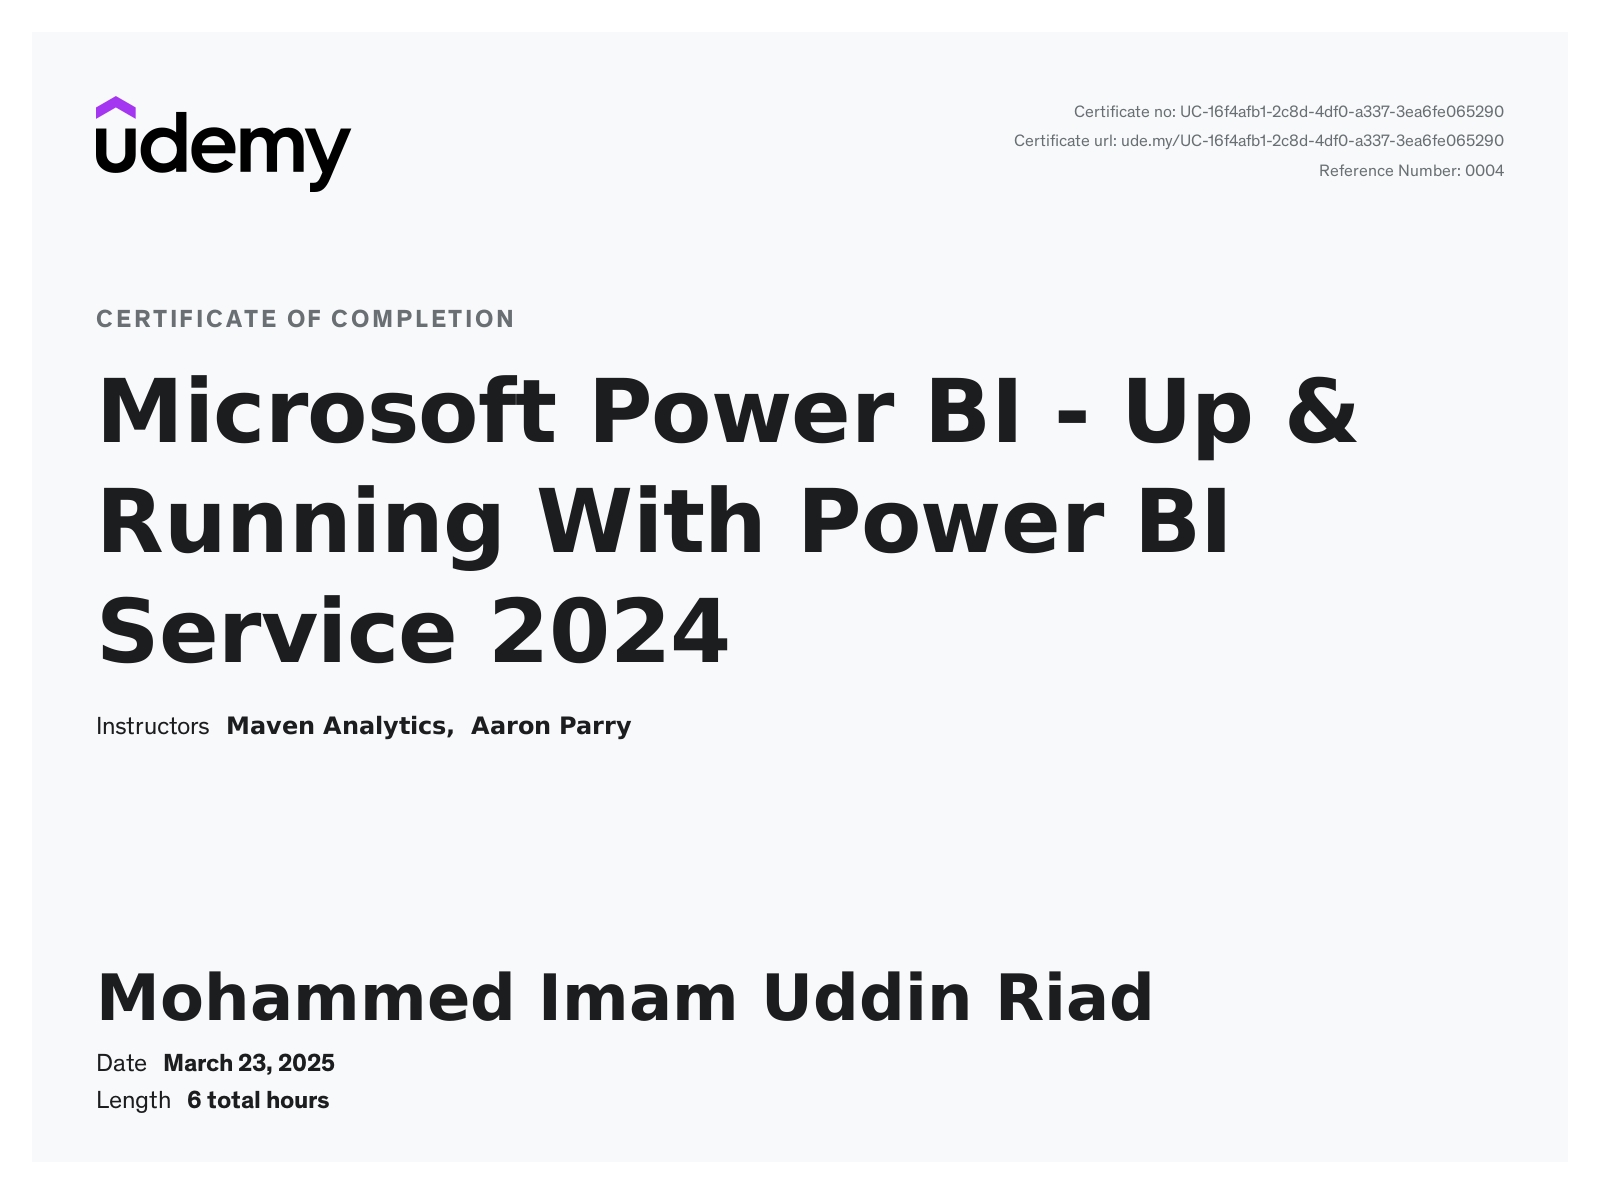 udemy
Certificate no: UC-16f4afb1-2c8d-4df0-a337-3ea6fe065290
Certificate url: ude.my/UC-16f4afb1-2c8d-4df0-a337-3ea6fe065290
Reference Number: 0004
CERTIFICATE OF COMPLETION
Microsoft Power BI - Up &
Running With Power BI
Service 2024
Instructors Maven Analytics, Aaron Parry
Mohammed Imam Uddin Riad
Date March 23, 2025
Length 6 total hours